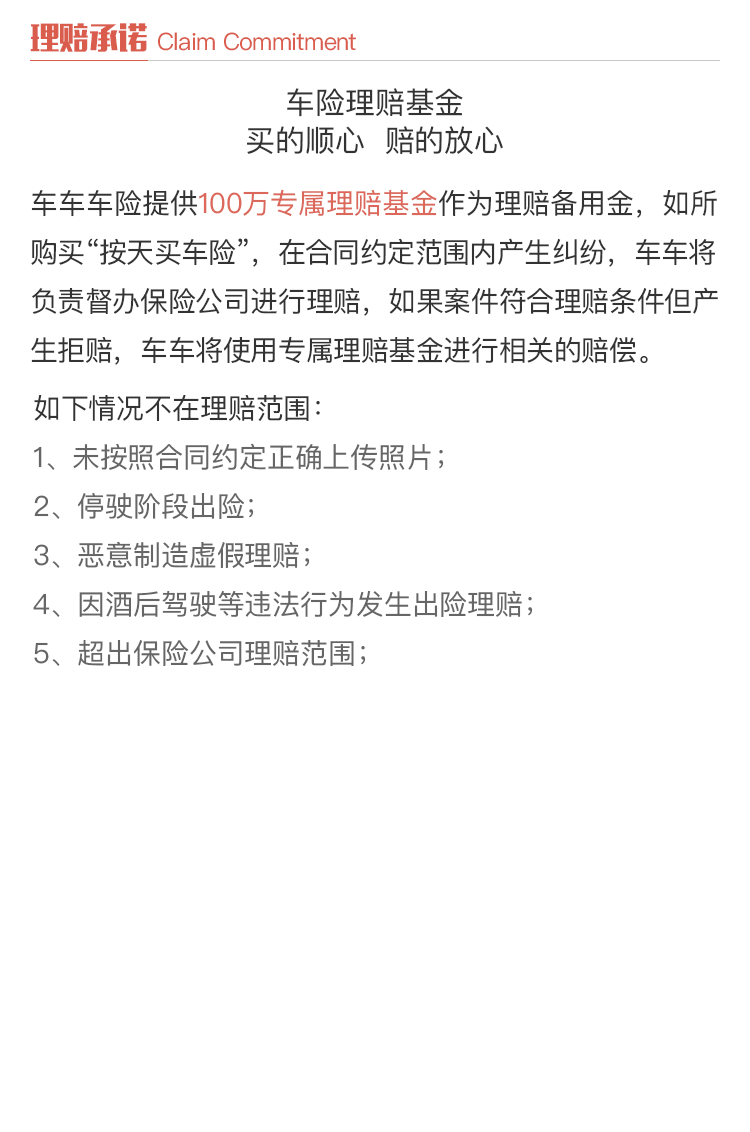 理赔承诺 Claim Commitment
车险理赔基金
买的顺心 赔的放心
车车车险提供100万专属理赔基金作为理赔备用金，如所
购买“按天买车险”，在合同约定范围内产生纠纷，车车将
负责督办保险公司进行理赔，如果案件符合理赔条件但产
生拒赔，车车将使用专属理赔基金进行相关的赔偿。
如下情况不在理赔范围：
1、未按照合同约定正确上传照片；
2、停驶阶段出险；
3、恶意制造虚假理赔；
4、因酒后驾驶等违法行为发生出险理赔；
5、超出保险公司理赔范围；